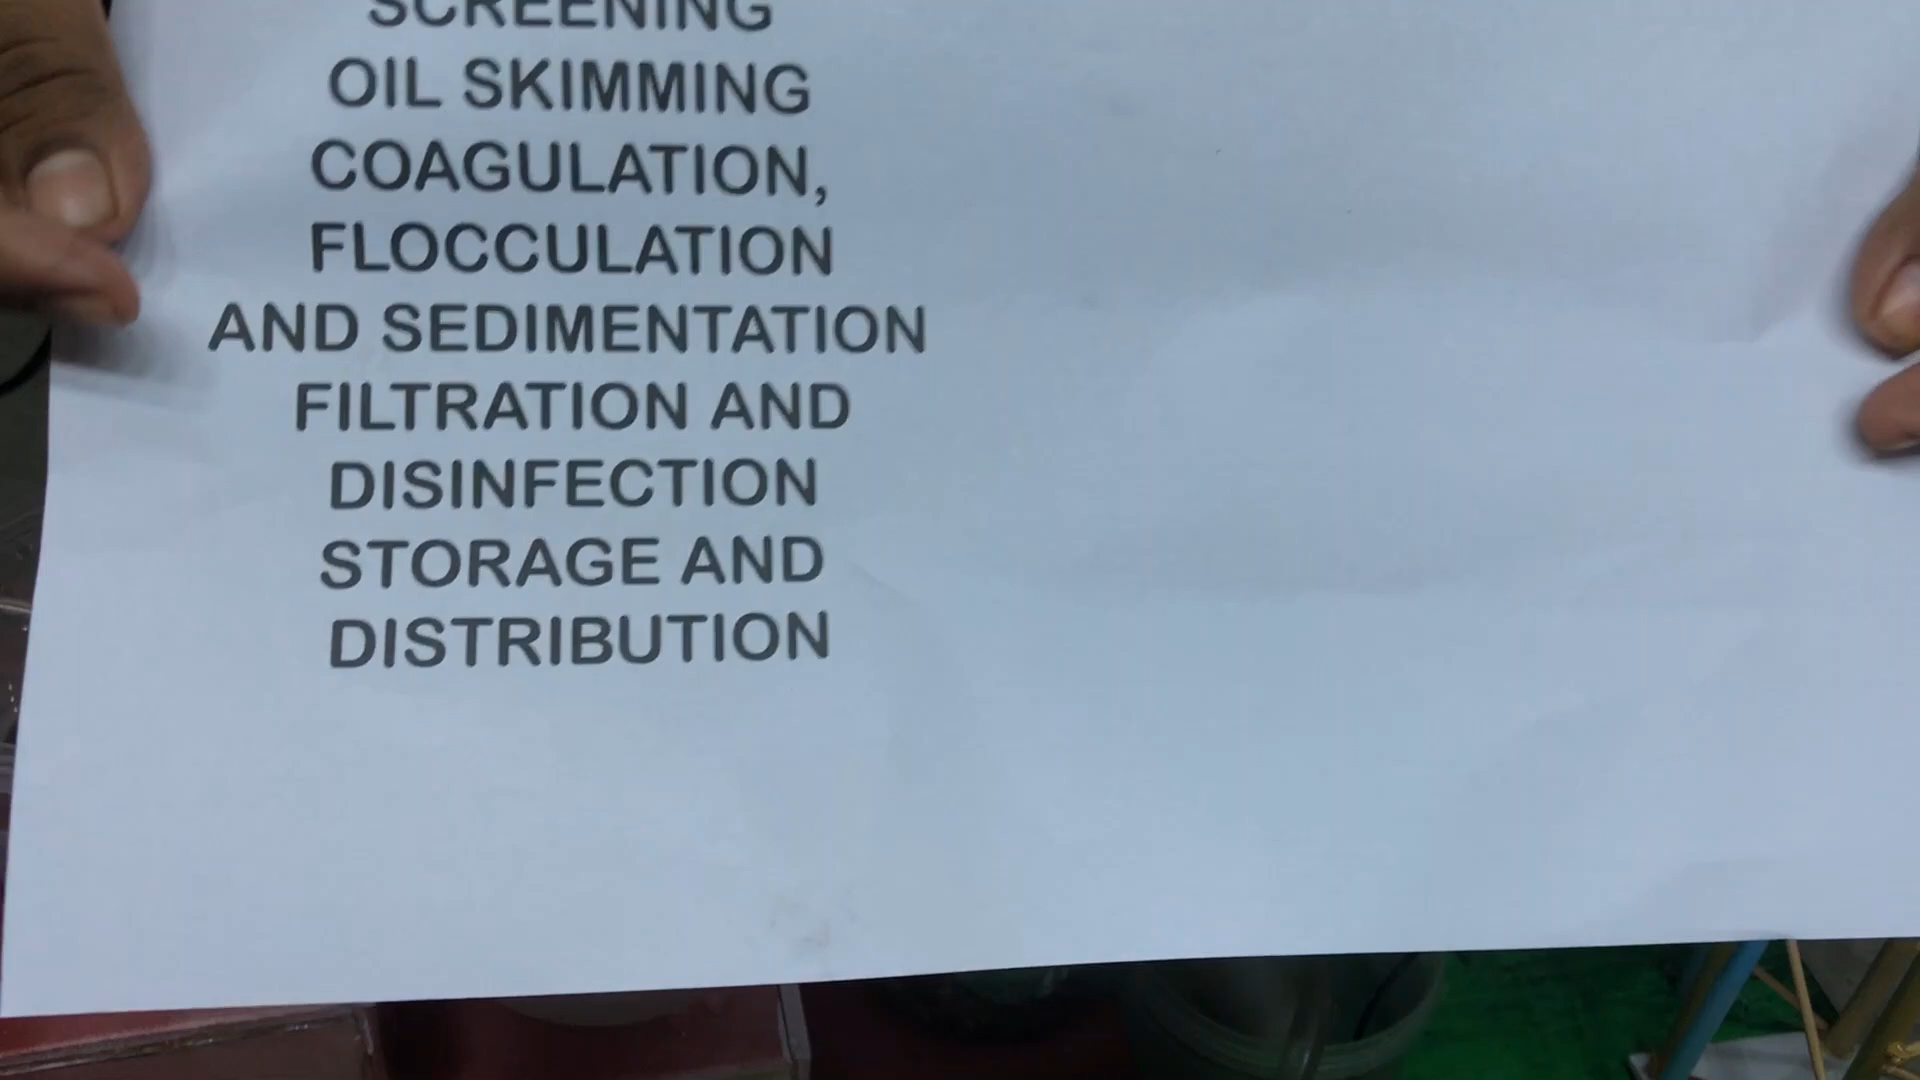 SCREENING
OIL SKIMMING
COAGULATION,
FLOCCULATION
AND SEDIMENTATION
FILTRATION AND
DISINFECTION
STORAGE AND
DISTRIBUTION